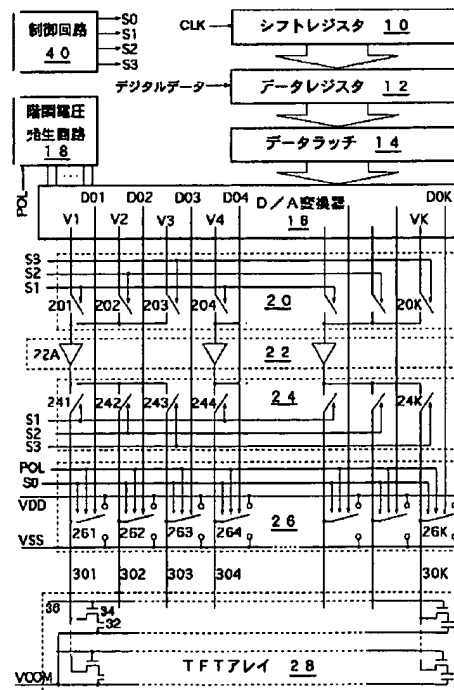 制御回路
40
S0
S1
S2
S3
CLK
シフトレジスタ 10
デジタルデータ
データレジスタ 12
データラッチ 14
階調電圧
発生回路
18
POL
D/A変換器
16
V1 D01 V2 D02 V3 D03 V4 D04 VK D0K
S3
S2
S1
201 202 203 204 20 20K
22A 22
241 242 243 244 24 24K
S1
S2
S3
POL
S0
VDD
VSS
261 262 263 264 26 26K
301 302 303 304 30K
36
34
32
VCOM
TFTアレイ 28